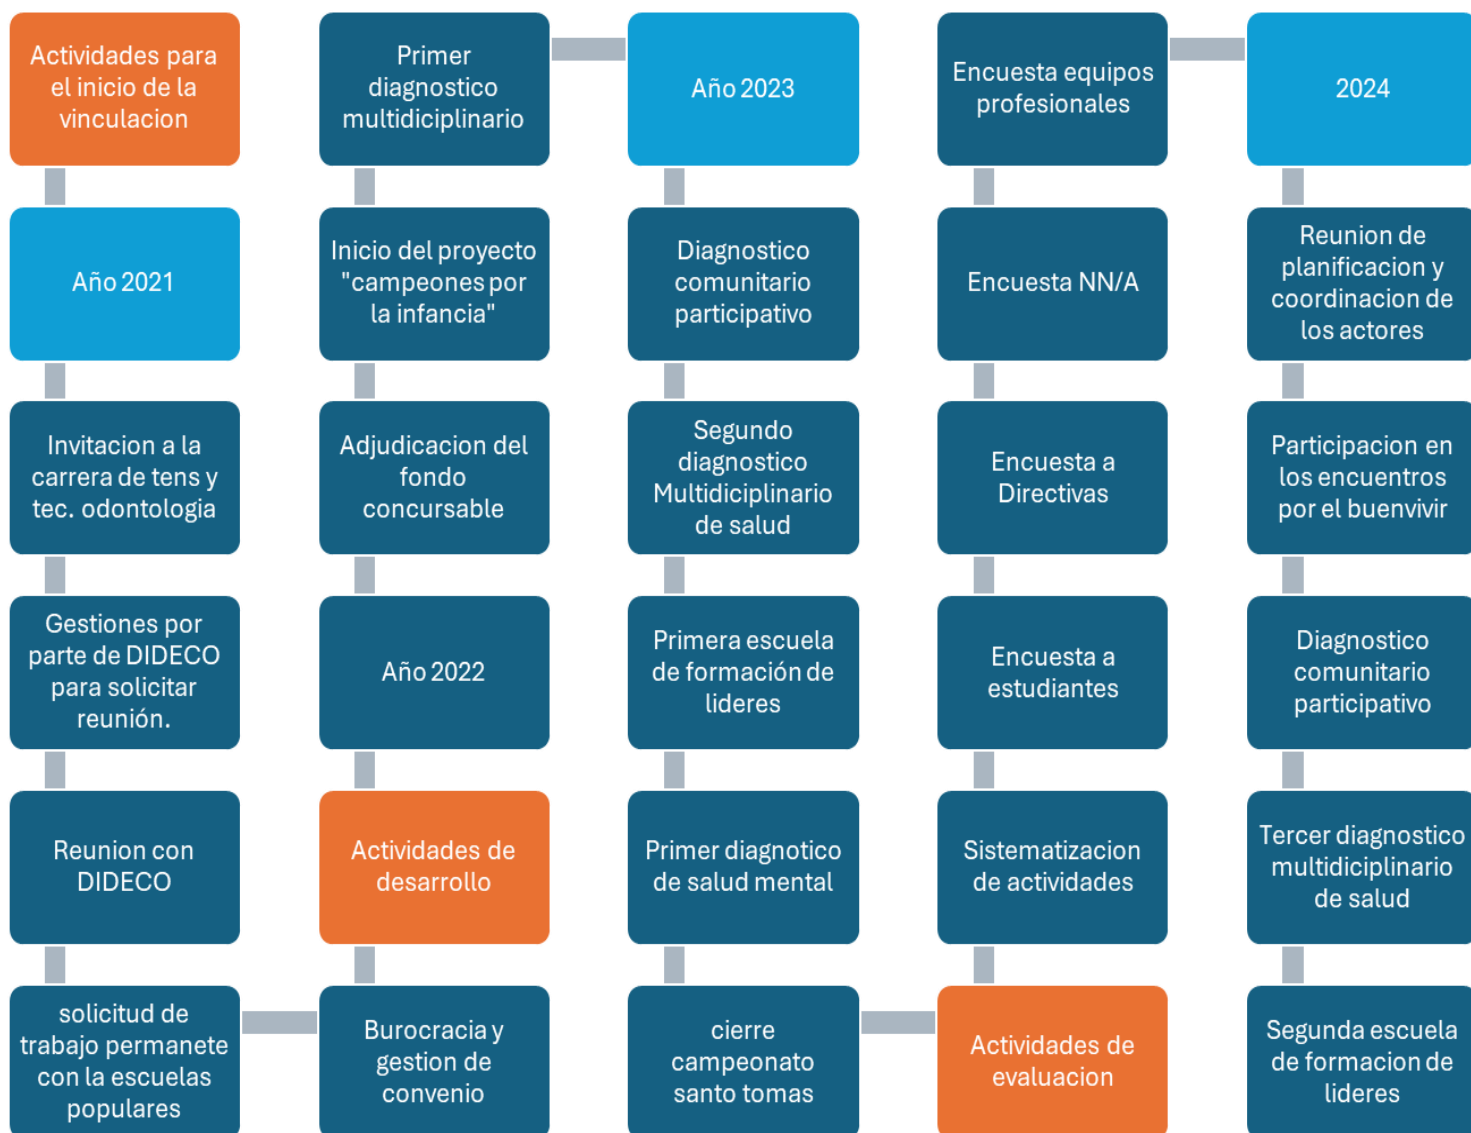 Actividades para
el inicio de la
vinculacion
Año 2021
Invitacion a la
carrera de tens y
tec. odontologia
Gestiones por
parte de DIDECO
para solicitar
reunión.
Reunion con
DIDECO
solicitud de
trabajo permanete
con la escuelas
populares
Burocracia y
gestion de
convenio
Actividades de
desarrollo
Año 2022
Adjudicacion del
fondo
concursable
Inicio del proyecto
"campeones por
la infancia"
Primer
diagnostico
multidiciplinario
Año 2023
Diagnostico
comunitario
participativo
Segundo
diagnostico
Multidiciplinario
de salud
Primera escuela
de formación de
lideres
Primer diagnotico
de salud mental
cierre
campeonato
santo tomas
Actividades de
evaluacion
Sistematizacion
de actividades
Encuesta a
estudiantes
Encuesta a
Directivas
Encuesta NN/A
Encuesta equipos
profesionales
2024
Reunion de
planificacion y
coordinacion de
los actores
Participacion en
los encuentros
por el buenvivir
Diagnostico
comunitario
participativo
Tercer diagnostico
multidiciplinario
de salud
Segunda escuela
de formacion de
lideres